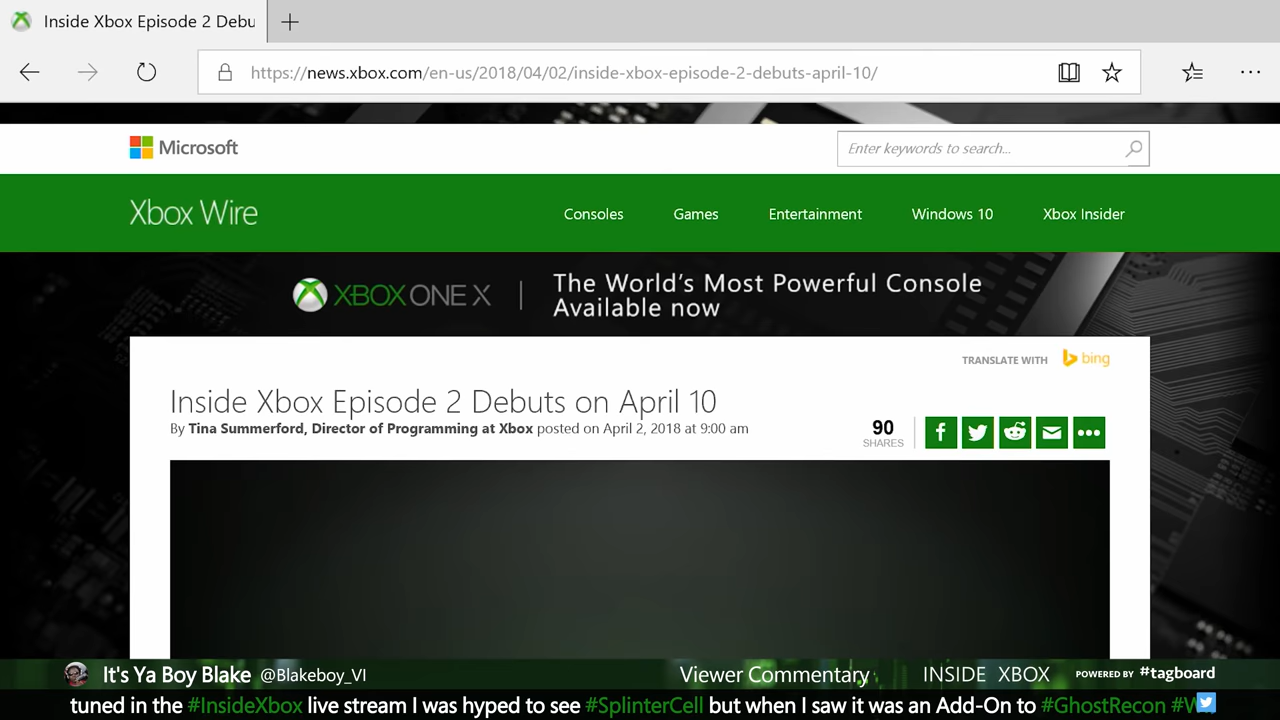 Inside Xbox Episode 2 Debu
https://news.xbox.com/en-us/2018/04/02/inside-xbox-episode-2-debuts-april-10/
Microsoft
Enter keywords to search...
Xbox Wire
Consoles
Games
Entertainment
Windows 10
Xbox Insider
XBOX ONE X
The World's Most Powerful Console
Available now
TRANSLATE WITH bing
Inside Xbox Episode 2 Debuts on April 10
By Tina Summerford, Director of Programming at Xbox posted on April 2, 2018 at 9:00 am
90
SHARES
It's Ya Boy Blake @Blakeboy_VI
Viewer Commentary
INSIDE XBOX
POWERED BY #tagboard
tuned in the #InsideXbox live stream I was hyped to see #SplinterCell but when I saw it was an Add-On to #GhostRecon